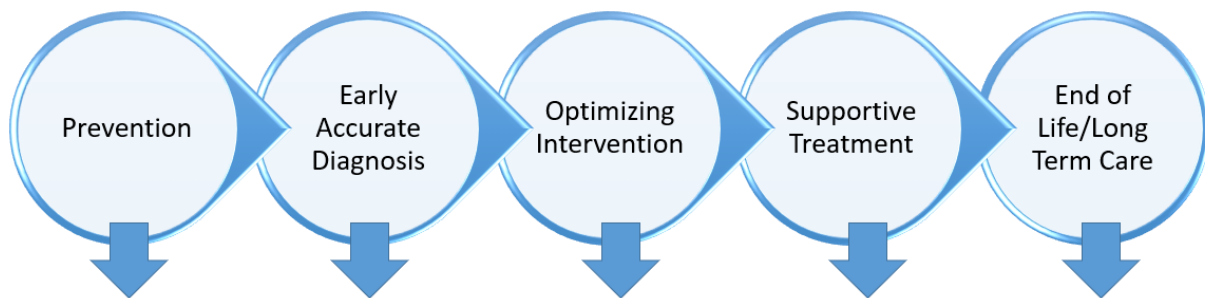 Prevention
Early
Accurate
Diagnosis
Optimizing
Intervention
Supportive
Treatment
End of
Life/Long
Term Care